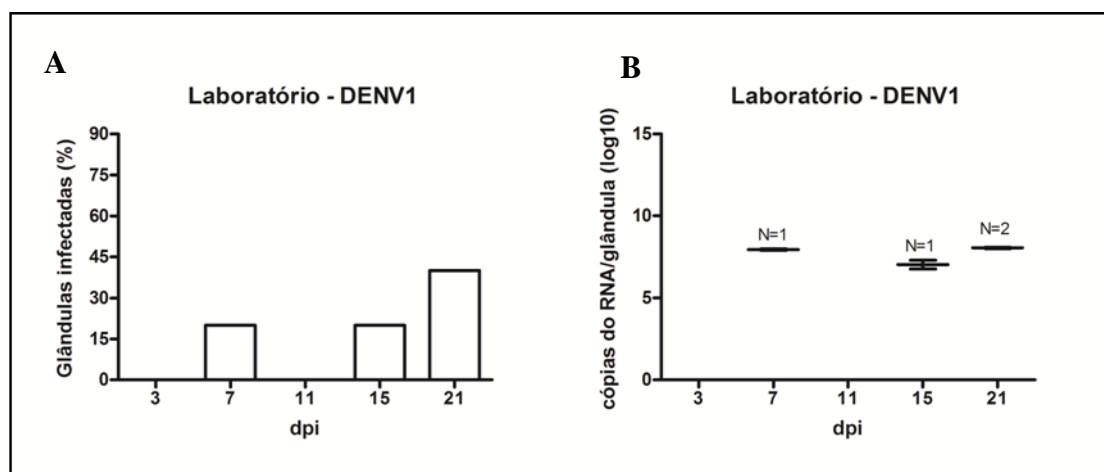 A
Laboratório - DENV1
Glândulas infectadas (%)
90
75
60
45
30
15
0
3 7 11 15 21
dpi
B
Laboratório - DENV1
cópias do RNA/glândula (log10)
15
10
5
0
N=1
N=1
N=2
3 7 11 15 21
dpi